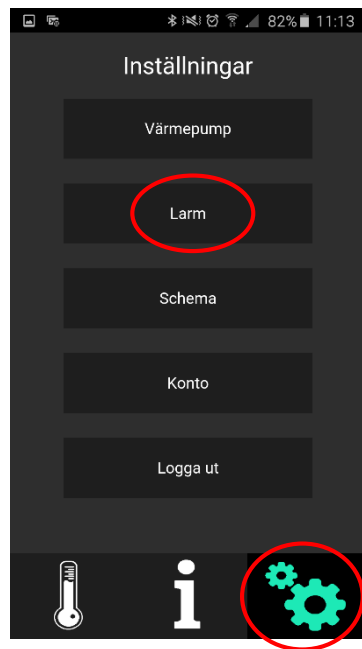 82% 11:13
Inställningar
Värmepump
Larm
Schema
Konto
Logga ut